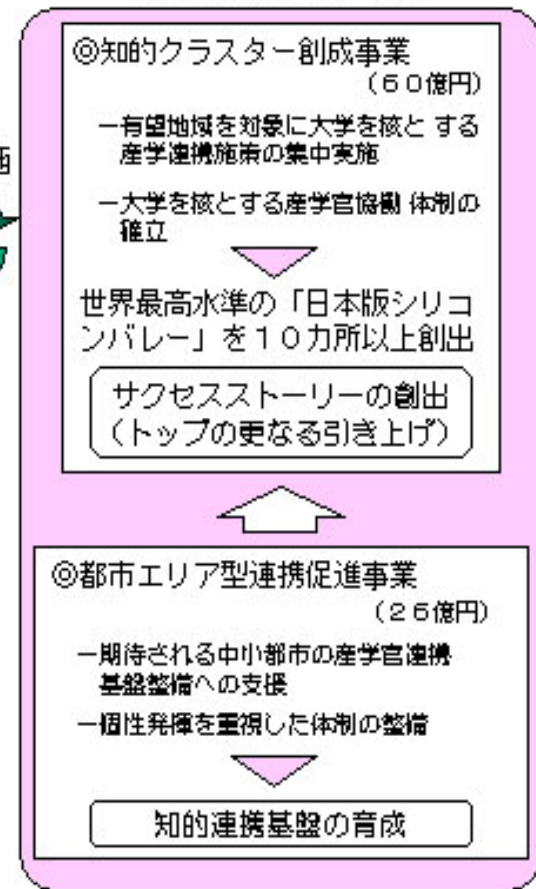 ◎知的クラスター創成事業
(60億円)
ー有望地域を対象に大学を核と する
産学連携施策の集中実施
ー大学を核とする産学官協働 体制の
確立
世界最高水準の「日本版シリコ
ンバレー」を10カ所以上創出
サクセスストーリーの創出
(トップの更なる引き上げ)
◎都市エリア型連携促進事業
(26億円)
ー期待される中小都市の産学官連携
基盤整備への支援
ー個性発揮を重視した体制の整備
知的連携基盤の育成